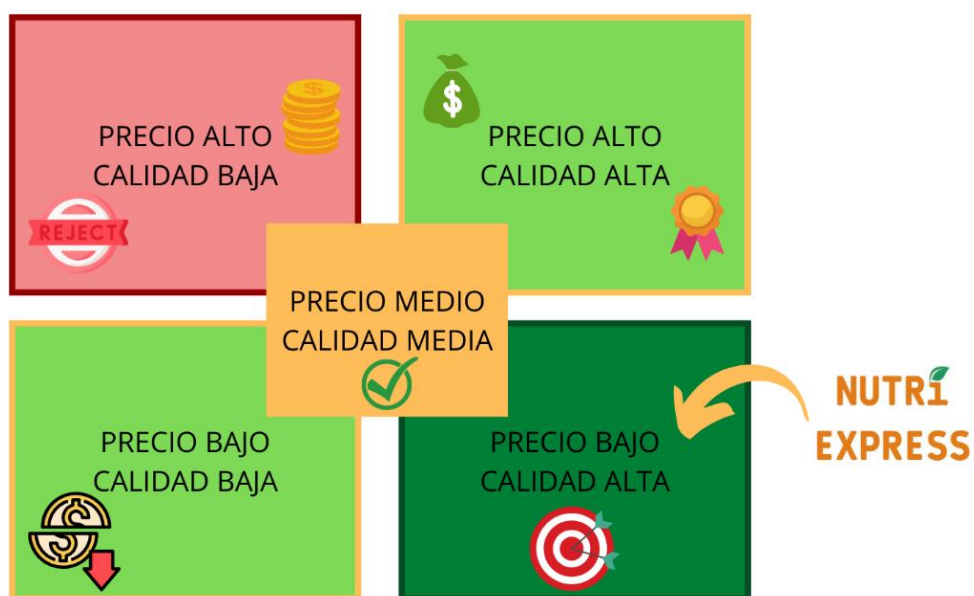 PRECIO ALTO
CALIDAD BAJA
REJECT
$
$
PRECIO ALTO
CALIDAD ALTA
PRECIO MEDIO
CALIDAD MEDIA
PRECIO BAJO
CALIDAD BAJA
$
$
PRECIO BAJO
CALIDAD ALTA
NUTRí
EXPRESS